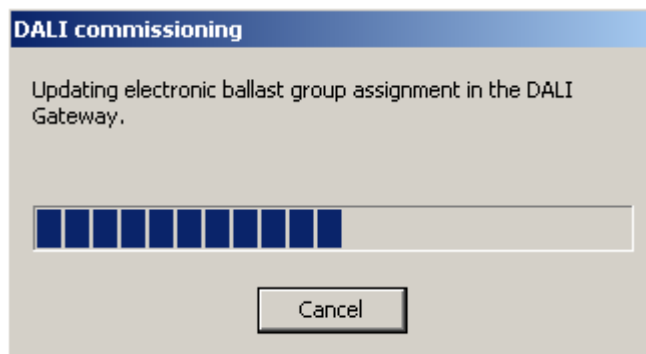 DALI commissioning
Updating electronic ballast group assignment in the DALI
Gateway.
Cancel